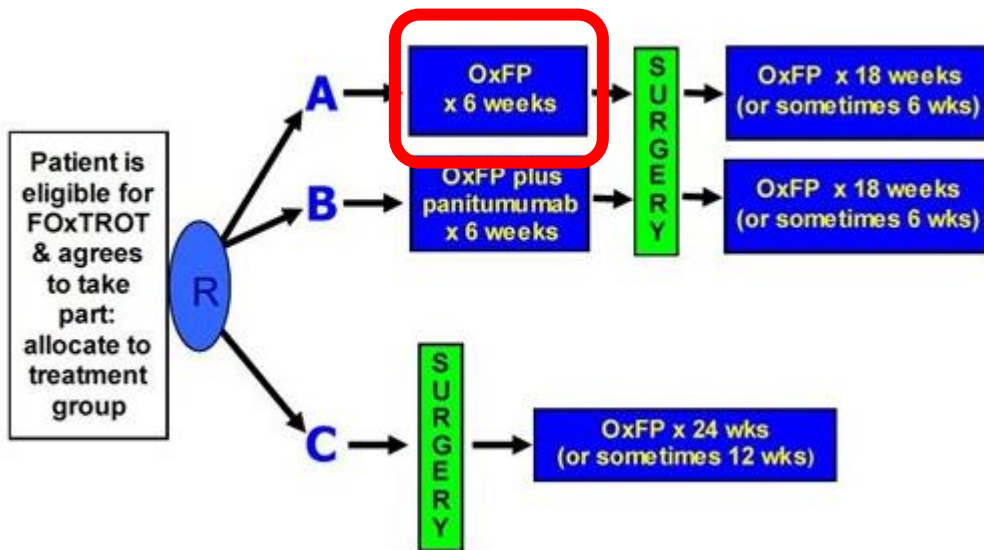 Patient is
eligible for
FOxTROT
& agrees
to take
part:
allocate to
treatment
group
R
A
OxFP
x 6 weeks
SURGERY
OxFP x 18 weeks
(or sometimes 6 wks)
B
OxFP plus
panitumumab
x 6 weeks
OxFP x 18 weeks
(or sometimes 6 wks)
C
SURGERY
OxFP x 24 wks
(or sometimes 12 wks)